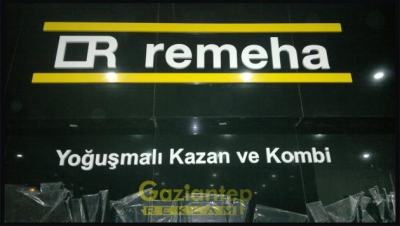 R remeha
Yoğuşmalı Kazan ve Kombi
Gaziantep
REKLAM